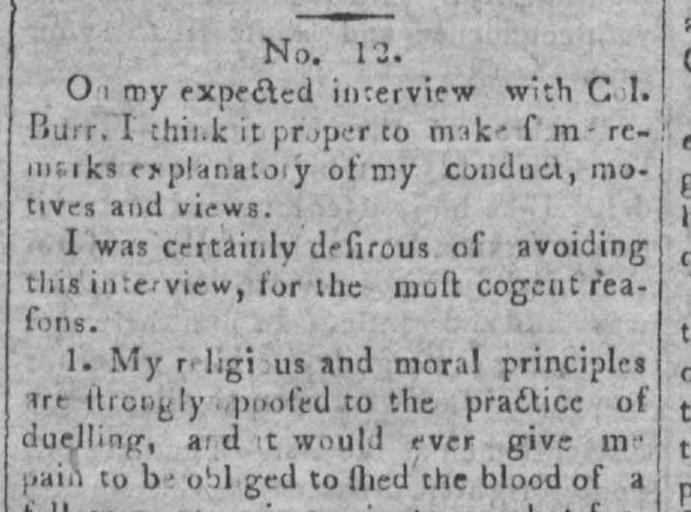 No. 12.
On my expected interview with Col.
Burr. I think it proper to make ſome re-
marks explanatory of my conduct, mo-
tives and views.
I was certainly deſirous of avoiding
this interview, for the moſt cogent rea-
ſons.
1. My religious and moral principles
are ſtrongly opoſed to the practice of
duelling, and it would ever give me
pain to be obliged to ſhed the blood of a